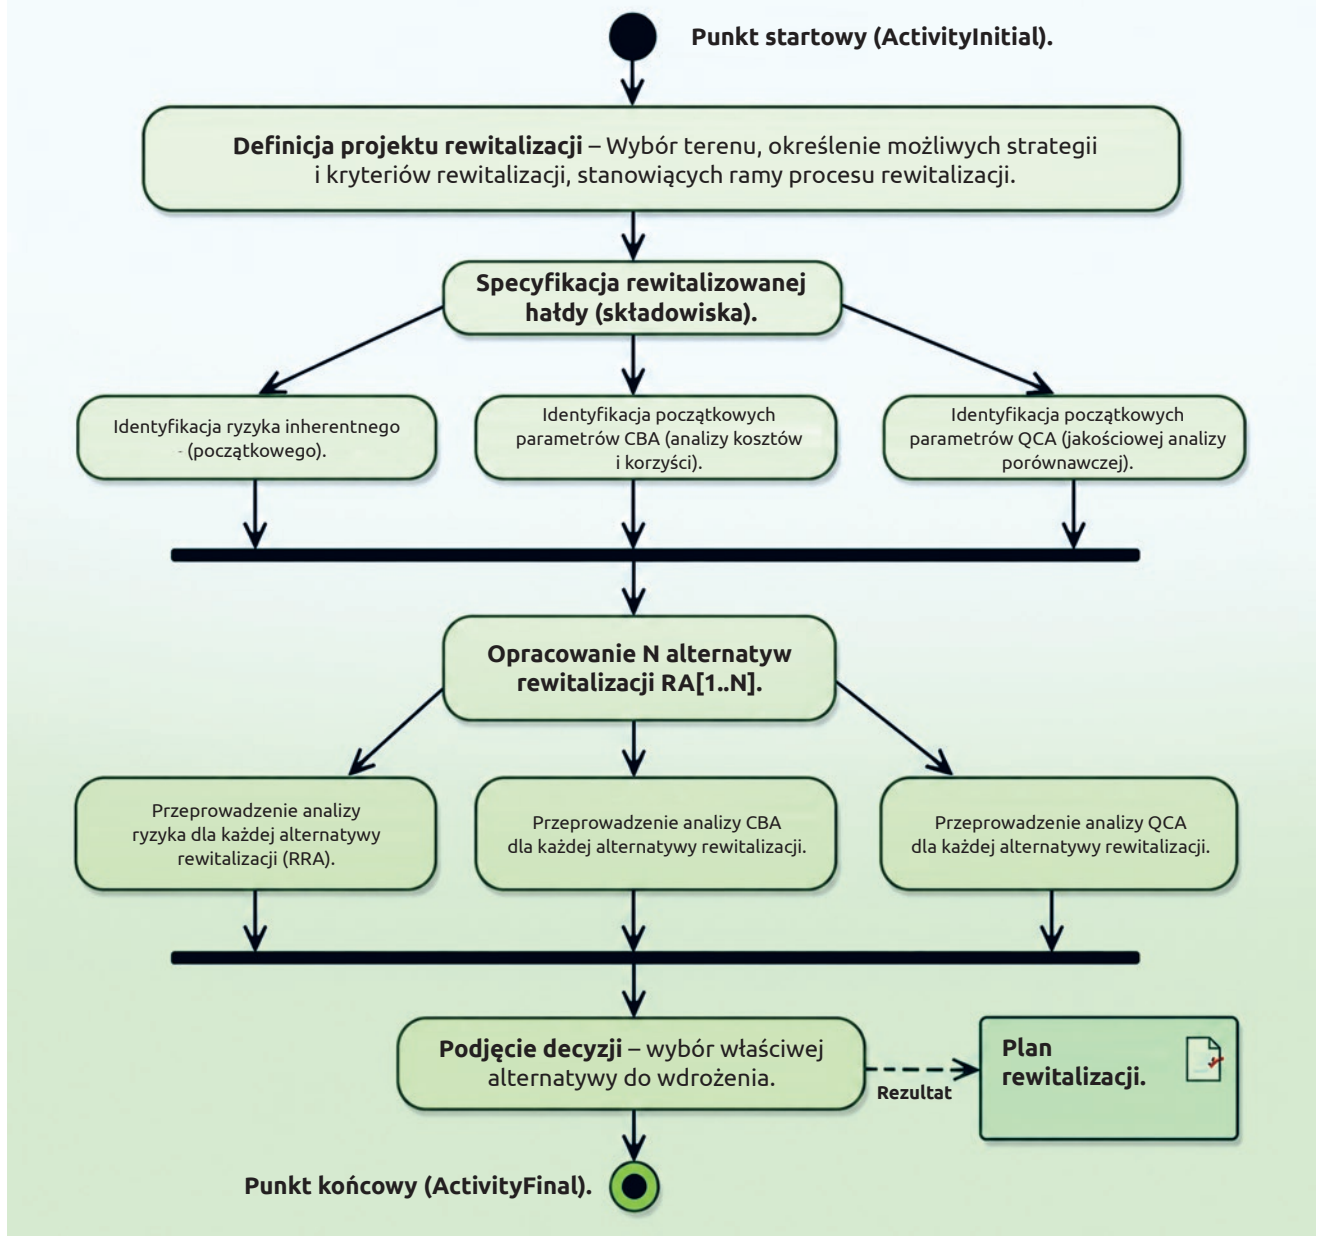 Punkt startowy (ActivityInitial).
Definicja projektu rewitalizacji – Wybór terenu, określenie możliwych strategii
i kryteriów rewitalizacji, stanowiących ramy procesu rewitalizacji.
Specyfikacja rewitalizowanej
hałdy (składowiska).
Identyfikacja ryzyka inherentnego
- (początkowego).
Identyfikacja początkowych
parametrów CBA (analizy kosztów
i korzyści).
Identyfikacja początkowych
parametrów QCA (jakościowej analizy
porównawczej).
Opracowanie N alternatyw
rewitalizacji RA[1..N].
Przeprowadzenie analizy
ryzyka dla każdej alternatywy
rewitalizacji (RRA).
Przeprowadzenie analizy CBA
dla każdej alternatywy rewitalizacji.
Przeprowadzenie analizy QCA
dla każdej alternatywy rewitalizacji.
Podjęcie decyzji – wybór właściwej
alternatywy do wdrożenia.
Rezultat
Plan
rewitalizacji.
Punkt końcowy (ActivityFinal).